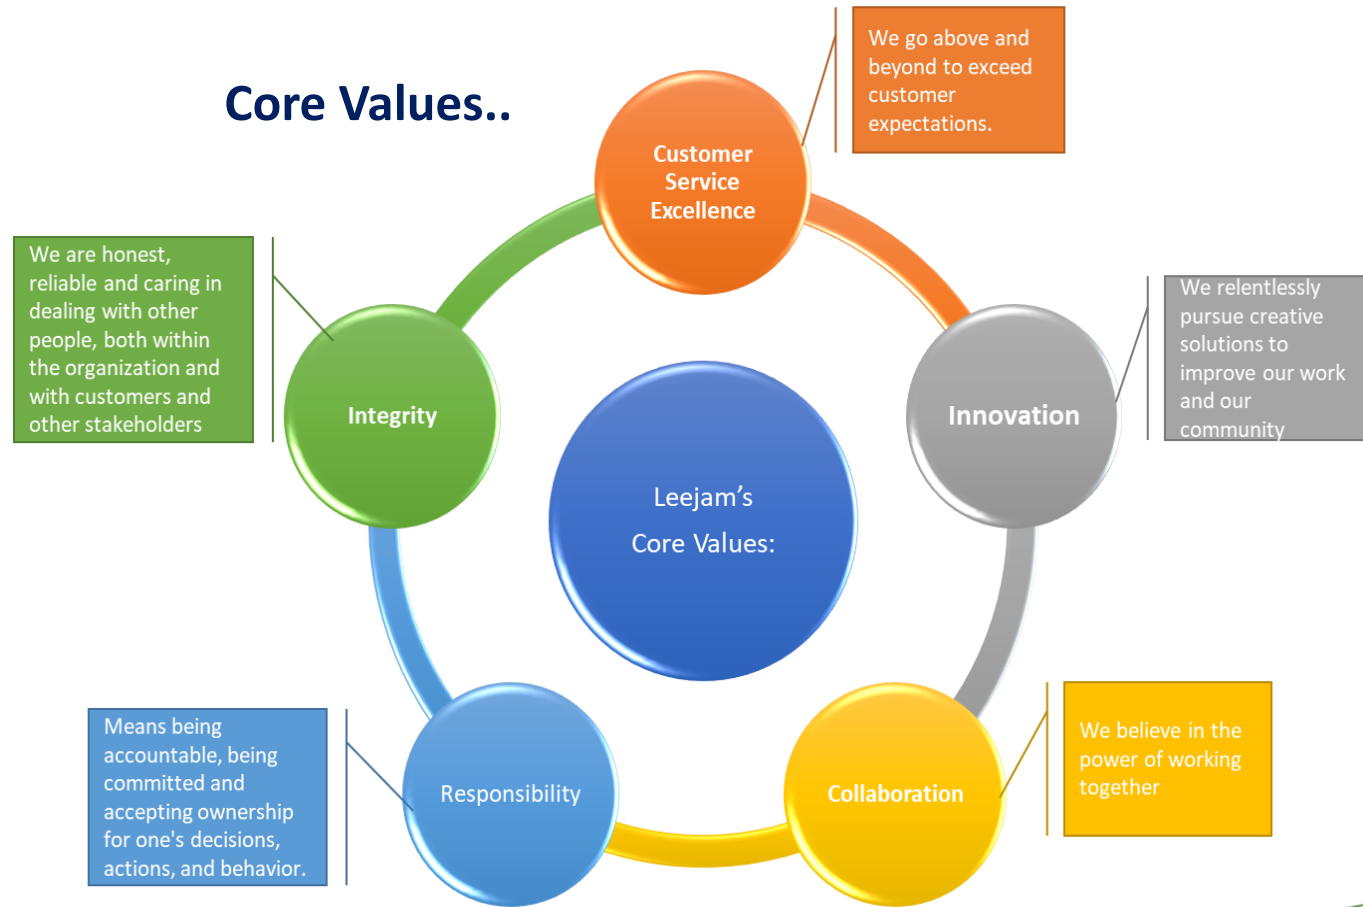 Core Values..
We go above and
beyond to exceed
customer
expectations.
Customer
Service
Excellence
We are honest,
reliable and caring in
dealing with other
people, both within
the organization and
with customers and
other stakeholders
Integrity
Innovation
We relentlessly
pursue creative
solutions to
improve our work
and our
community
Leejam’s
Core Values:
Means being
accountable, being
committed and
accepting ownership
for one's decisions,
actions, and behavior.
Responsibility
Collaboration
We believe in the
power of working
together